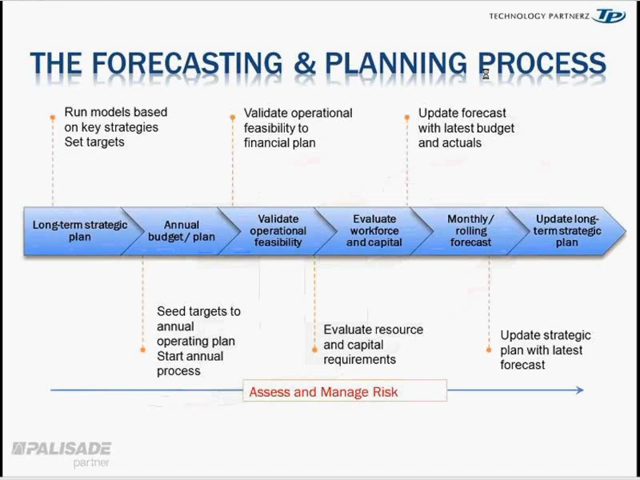 TECHNOLOGY PARTNERZ TP
THE FORECASTING & PLANNING PROCESS
Run models based
on key strategies
Set targets
Validate operational
feasibility to
financial plan
Update forecast
with latest budget
and actuals
Long-term strategic
plan
Annual
budget / plan
Validate
operational
feasibility
Evaluate
workforce
and capital
Monthly/
rolling
forecast
Update long-
term strategic
plan
Seed targets to
annual
operating plan
Start annual
process
Evaluate resource
and capital
requirements
Update strategic
plan with latest
forecast
Assess and Manage Risk
PALISADE
partner